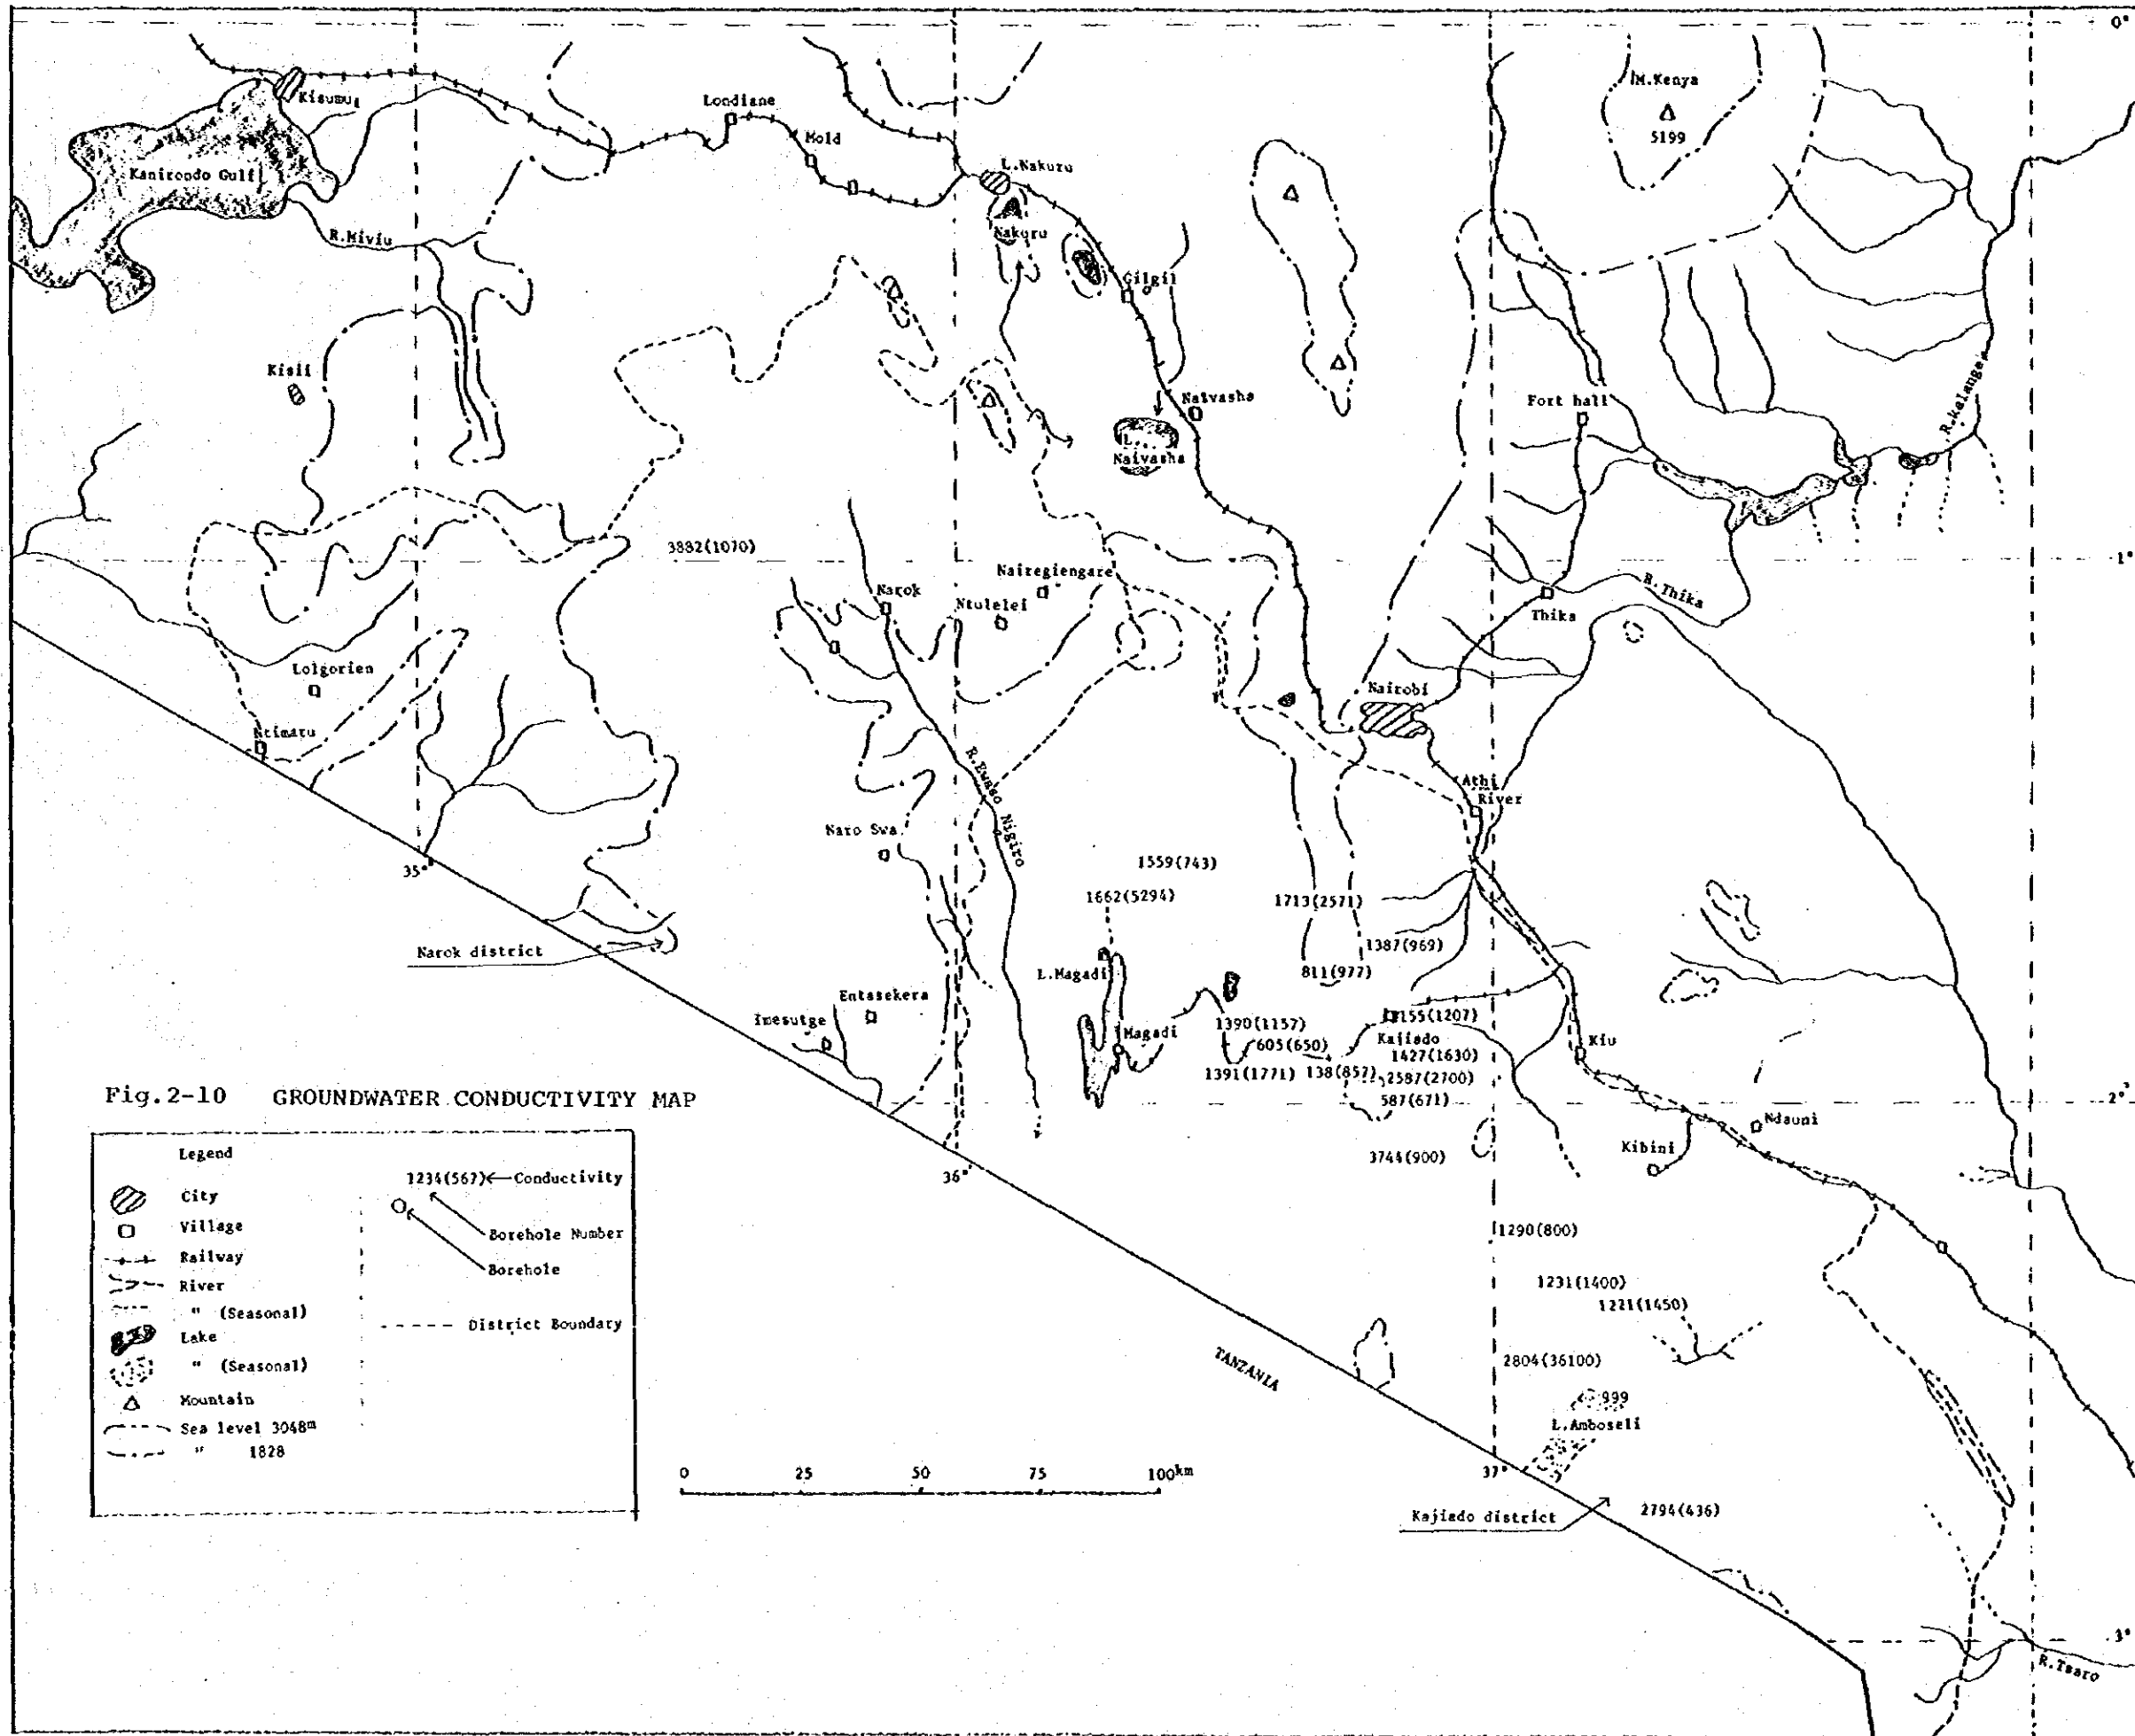 0°
M.Kenya
5199
Kisumu
Londiane
Mold
Kanirondo Gulf
L.Nakuru
Nakuru
R.Miviu
Gilgil
Kisii
Naivasha
L.
Naivasha
Fort hall
R.kalange
3882(1070)
1°
Nairegiengare
Narok
Ntulelei
R.Thika
Thika
Lolgorien
Nairobi
Ntimaru
R.Ewaso Nigiro
Athi
River
Naro Swa
35°
1559(743)
1662(5294)
1713(2571)
1387(969)
Narok district
L.Magadi
811(977)
Entasekera
Imesutge
Magadi
1390(1157)
155(1207)
605(650)
Kajiado
Kiu
1427(1630)
1391(1771)
138(857)
2587(2700)
587(671)
2°
Ndauni
Kibini
3744(900)
36°
1290(800)
1231(1400)
1221(1450)
TANZANIA
2804(36100)
999
L.Amboseli
37°
Kajiado district
2794(436)
3°
R.Tsaro
Fig.2-10 GROUNDWATER CONDUCTIVITY MAP
Legend
City
Village
Railway
River
" (Seasonal)
Lake
" (Seasonal)
Mountain
Sea level 3048m
" 1828
1234(567) Conductivity
Borehole Number
Borehole
District Boundary
0 25 50 75 100km